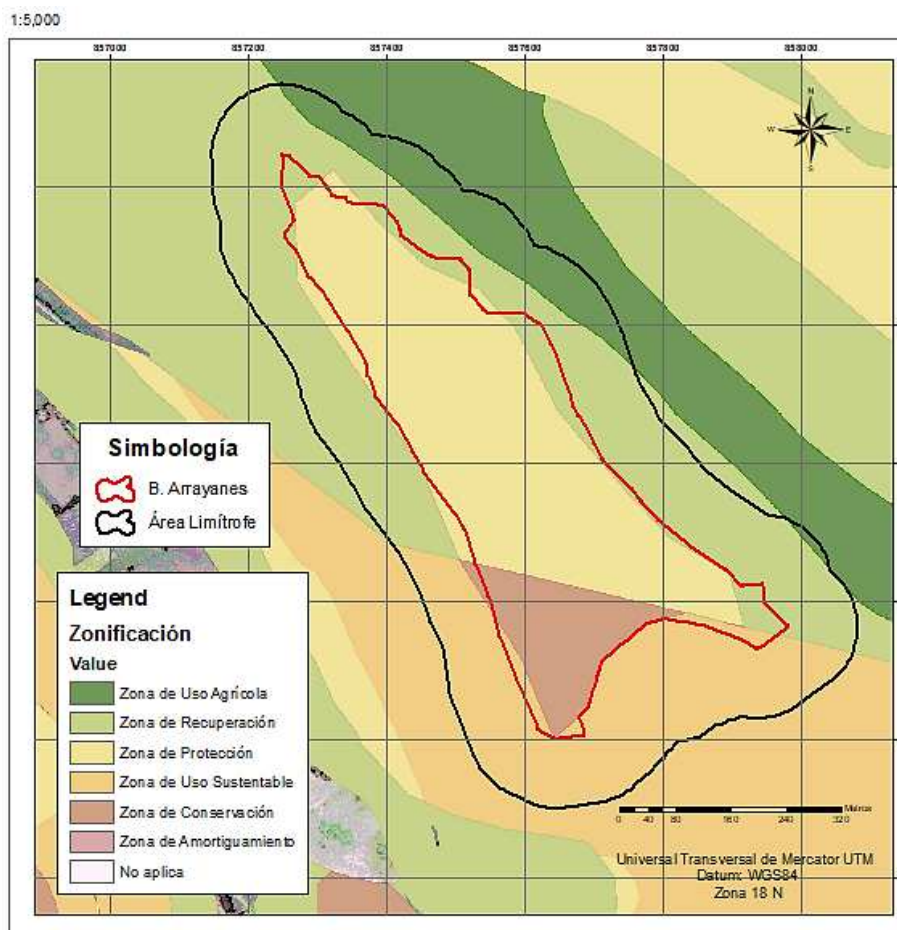 1:5,000
857000 857200 857400 857600 857800 858000
N
W E
S
Simbología
B. Arrayanes
Área Limítrofe
Legend
Zonificación
Value
Zona de Uso Agrícola
Zona de Recuperación
Zona de Protección
Zona de Uso Sustentable
Zona de Conservación
Zona de Amortiguamiento
No aplica
Metros
0 40 80 160 240 320
Universal Transversal de Mercator UTM
Datum: WGS84
Zona 18 N